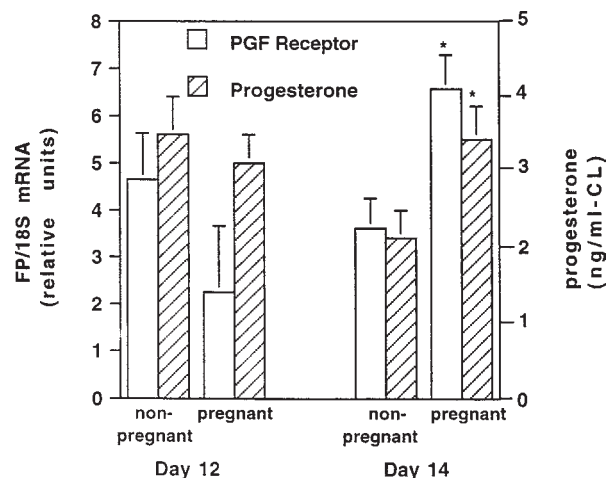 8
7
6
5
4
3
2
1
0
FP/18S mRNA
(relative units)
PGF Receptor
Progesterone
*
*
5
4
3
2
1
0
progesterone
(ng/ml-CL)
non-
pregnant
pregnant
non-
pregnant
pregnant
Day 12
Day 14